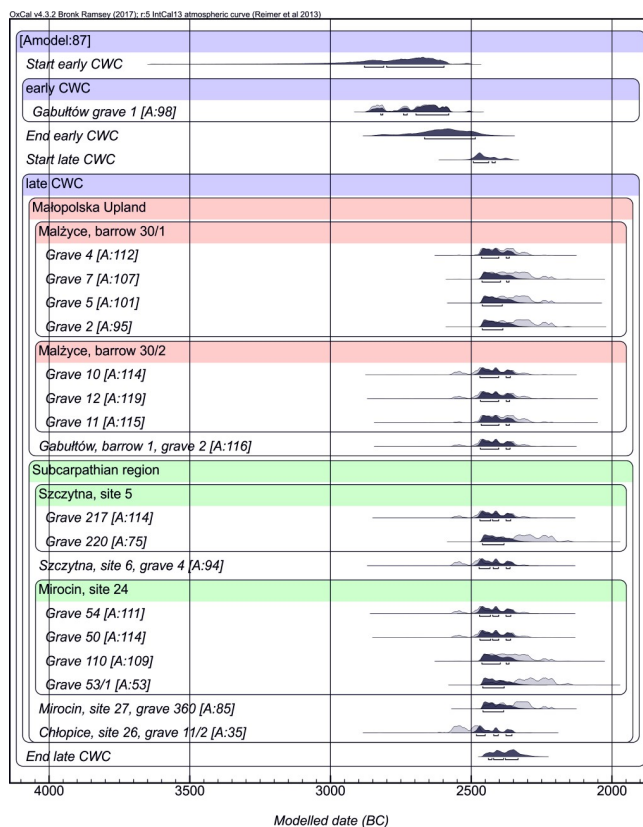 OxCal v4.3.2 Bronk Ramsey (2017); r:5 IntCal13 atmospheric curve (Reimer et al 2013)
[Amodel:87]
Start early CWC
early CWC
Gabułtów grave 1 [A:98]
End early CWC
Start late CWC
late CWC
Małopolska Upland
Malżyce, barrow 30/1
Grave 4 [A:112]
Grave 7 [A:107]
Grave 5 [A:101]
Grave 2 [A:95]
Malżyce, barrow 30/2
Grave 10 [A:114]
Grave 12 [A:119]
Grave 11 [A:115]
Gabułtów, barrow 1, grave 2 [A:116]
Subcarpathian region
Szczytna, site 5
Grave 217 [A:114]
Grave 220 [A:75]
Szczytna, site 6, grave 4 [A:94]
Mirocin, site 24
Grave 54 [A:111]
Grave 50 [A:114]
Grave 110 [A:109]
Grave 53/1 [A:53]
Mirocin, site 27, grave 360 [A:85]
Chłopice, site 26, grave 11/2 [A:35]
End late CWC
4000 3500 3000 2500 2000
Modelled date (BC)